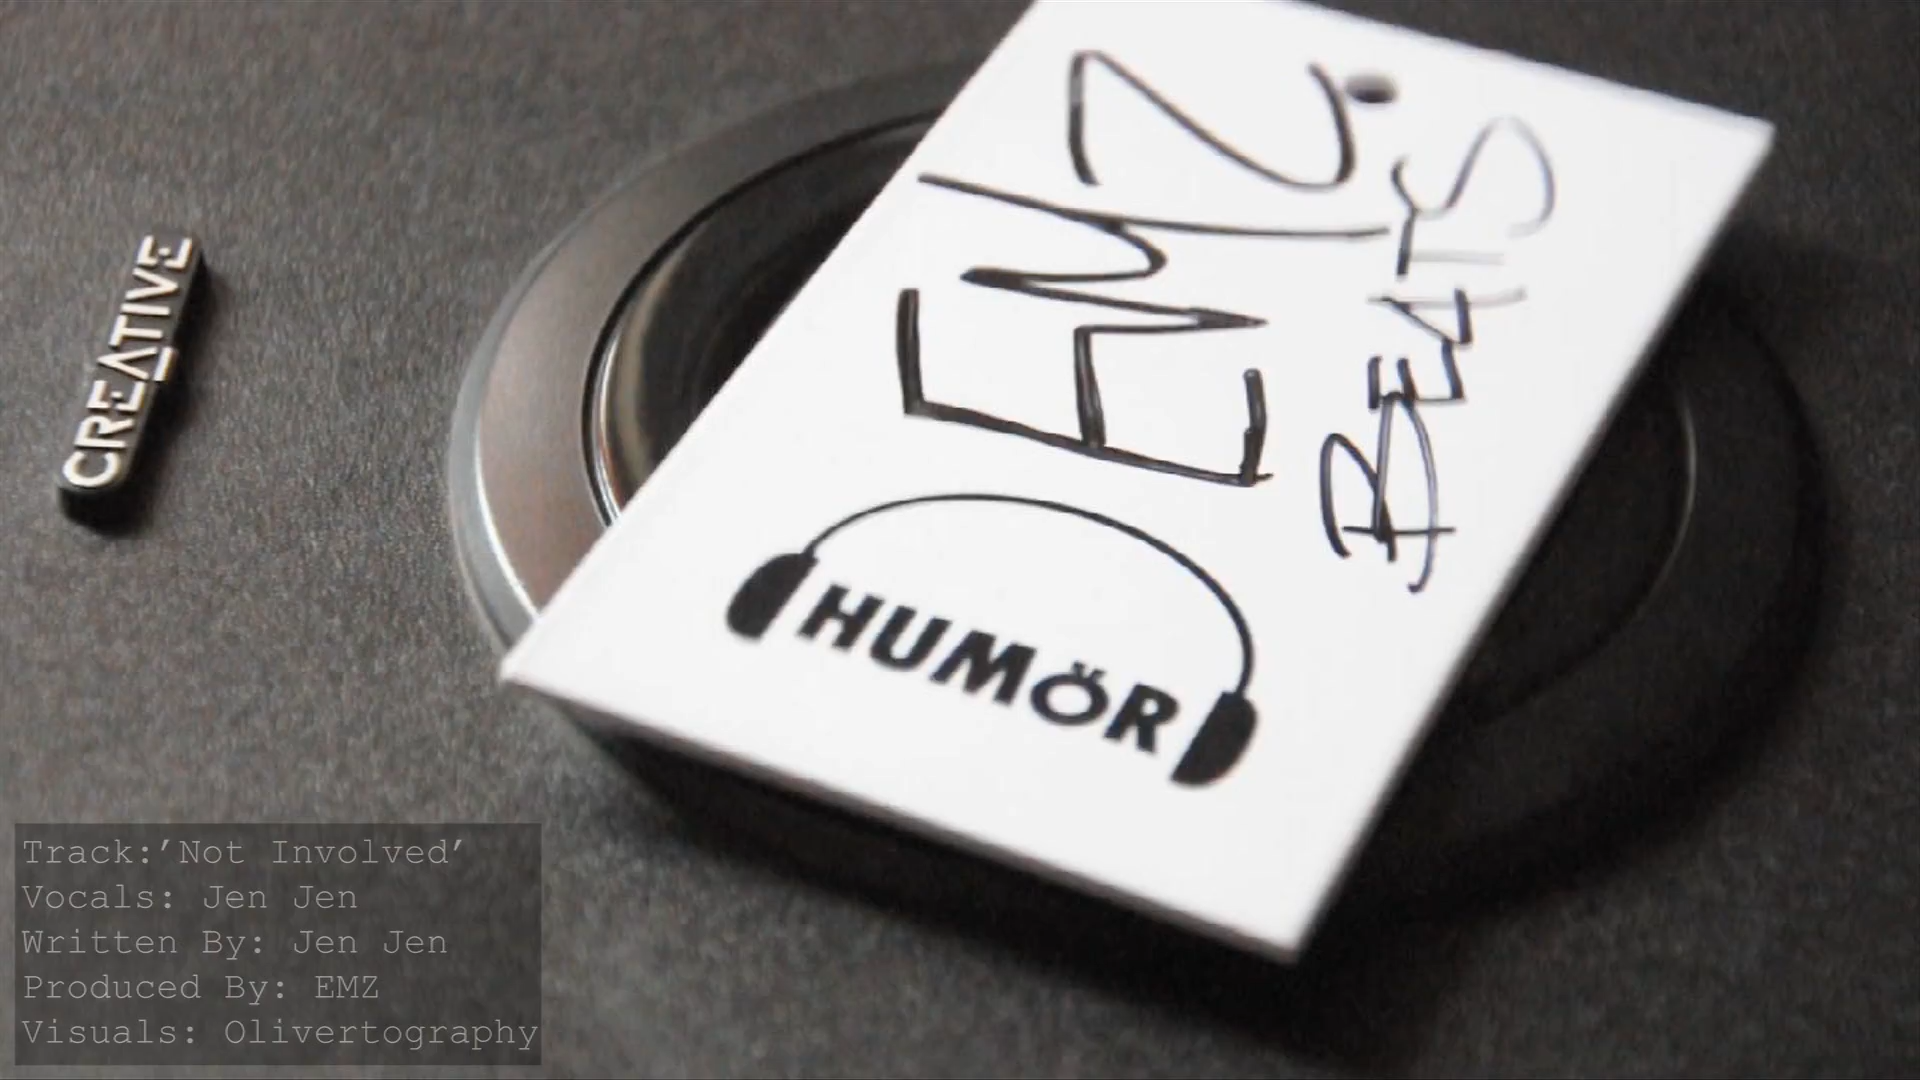 CREATIVE
EMZ
BEATS
HUMÖR
Track:'Not Involved'
Vocals: Jen Jen
Written By: Jen Jen
Produced By: EMZ
Visuals: Olivertography